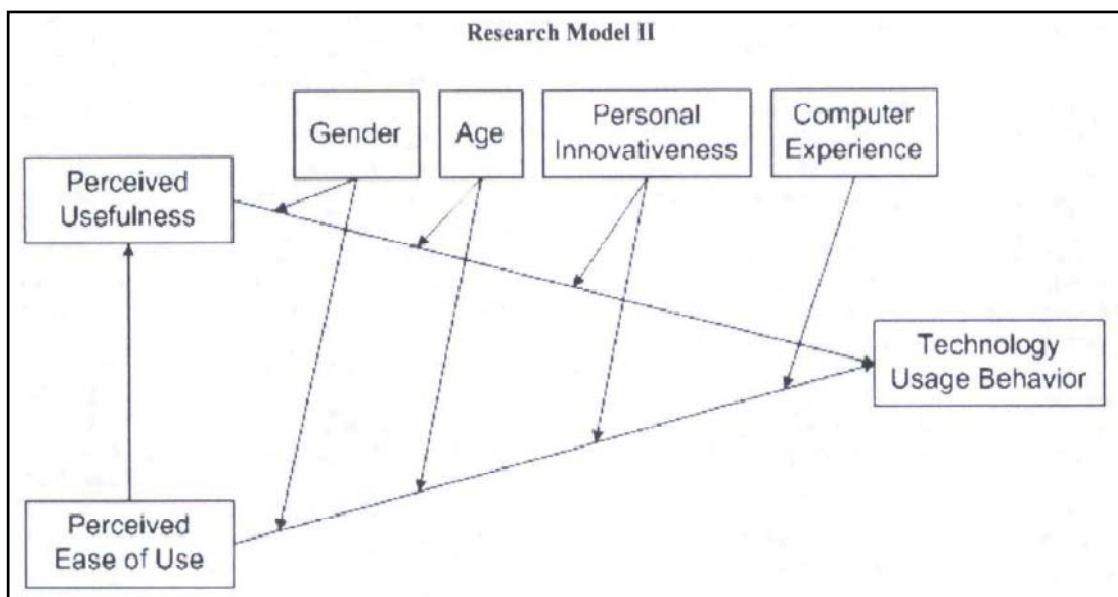 Research Model II
Gender
Age
Personal
Innovativeness
Computer
Experience
Perceived
Usefulness
Technology
Usage Behavior
Perceived
Ease of Use